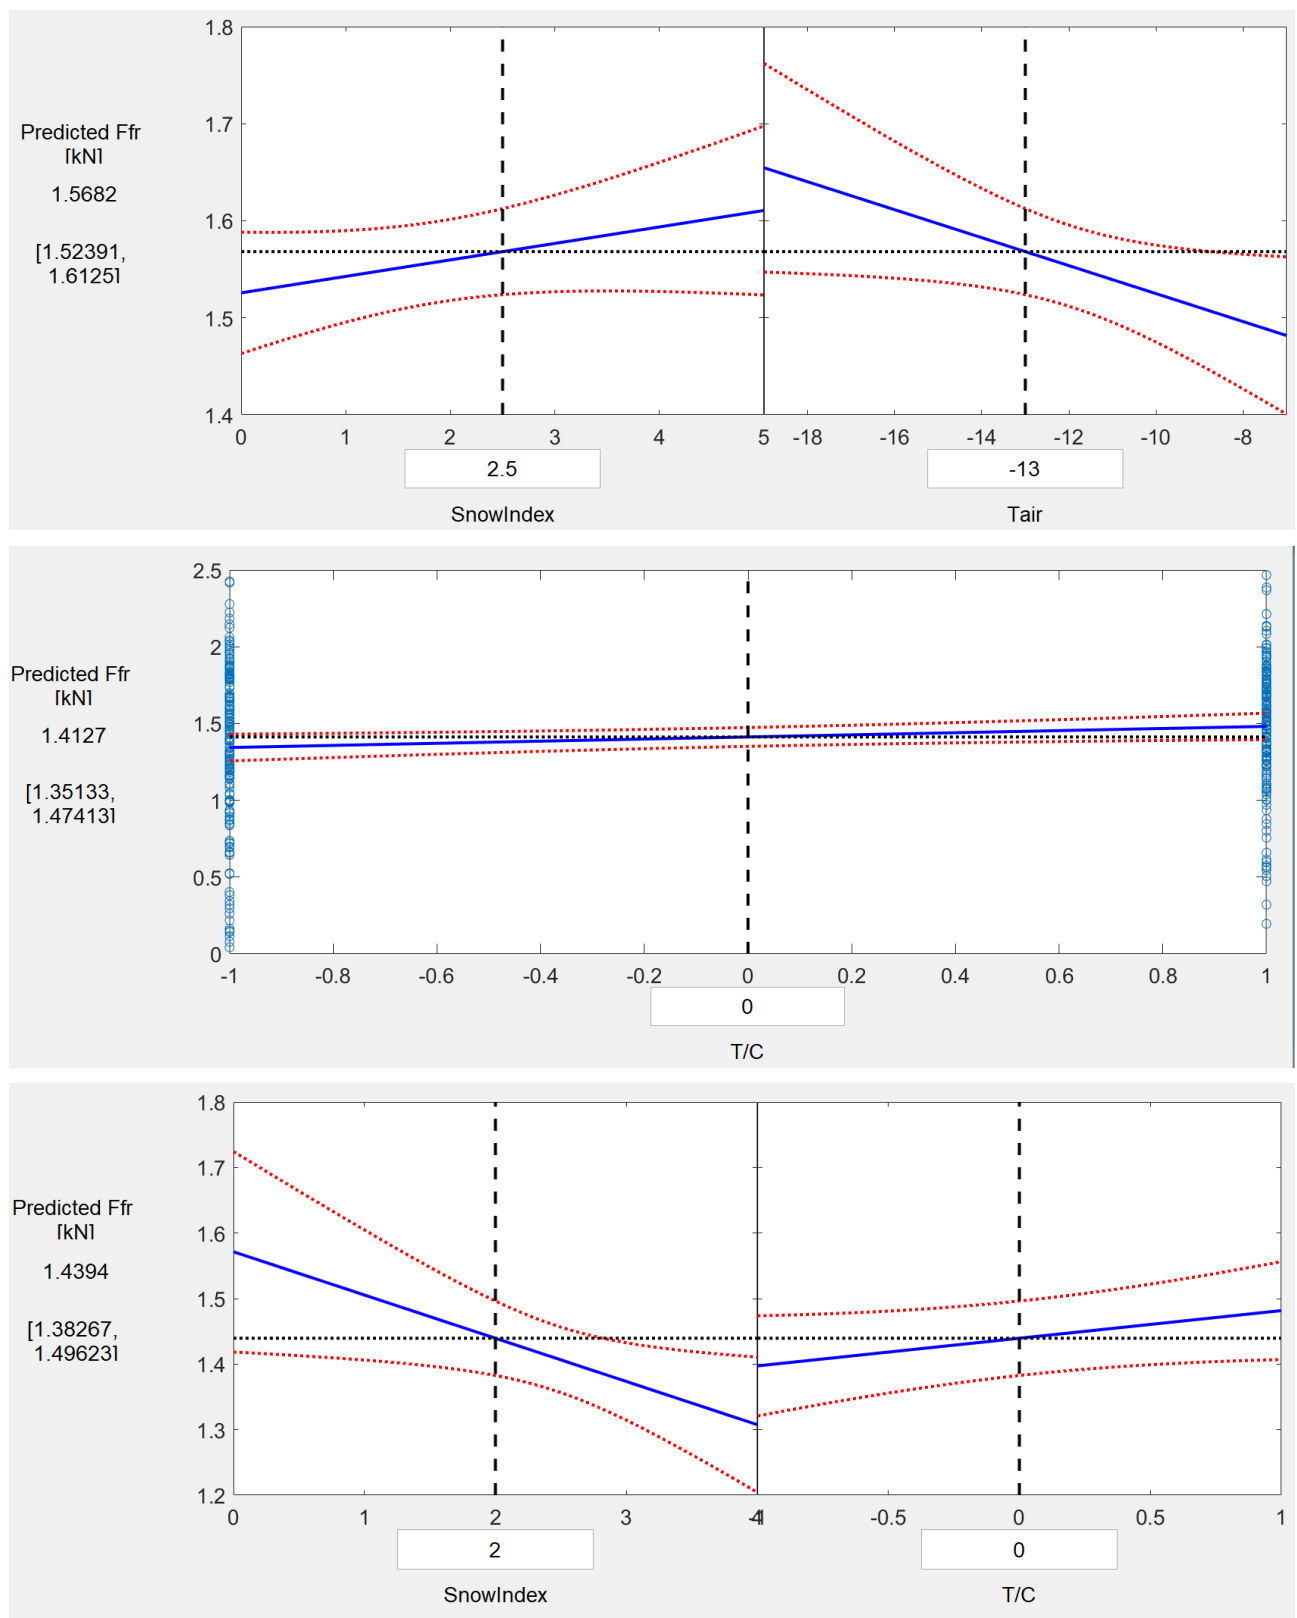 1.8
1.7
1.6
1.5
1.4
Predicted Ffr
[kN]
1.5682
[1.52391,
1.6125]
0 1 2 3 4 5 -18 -16 -14 -12 -10 -8
2.5 -13
SnowIndex Tair
2.5
2
1.5
1
0.5
0
Predicted Ffr
[kN]
1.4127
[1.35133,
1.47413]
-1 -0.8 -0.6 -0.4 -0.2 0 0.2 0.4 0.6 0.8 1
0
T/C
1.8
1.7
1.6
1.5
1.4
1.3
1.2
Predicted Ffr
[kN]
1.4394
[1.38267,
1.49623]
0 1 2 3 4 -1 -0.5 0 0.5 1
2 0
SnowIndex T/C